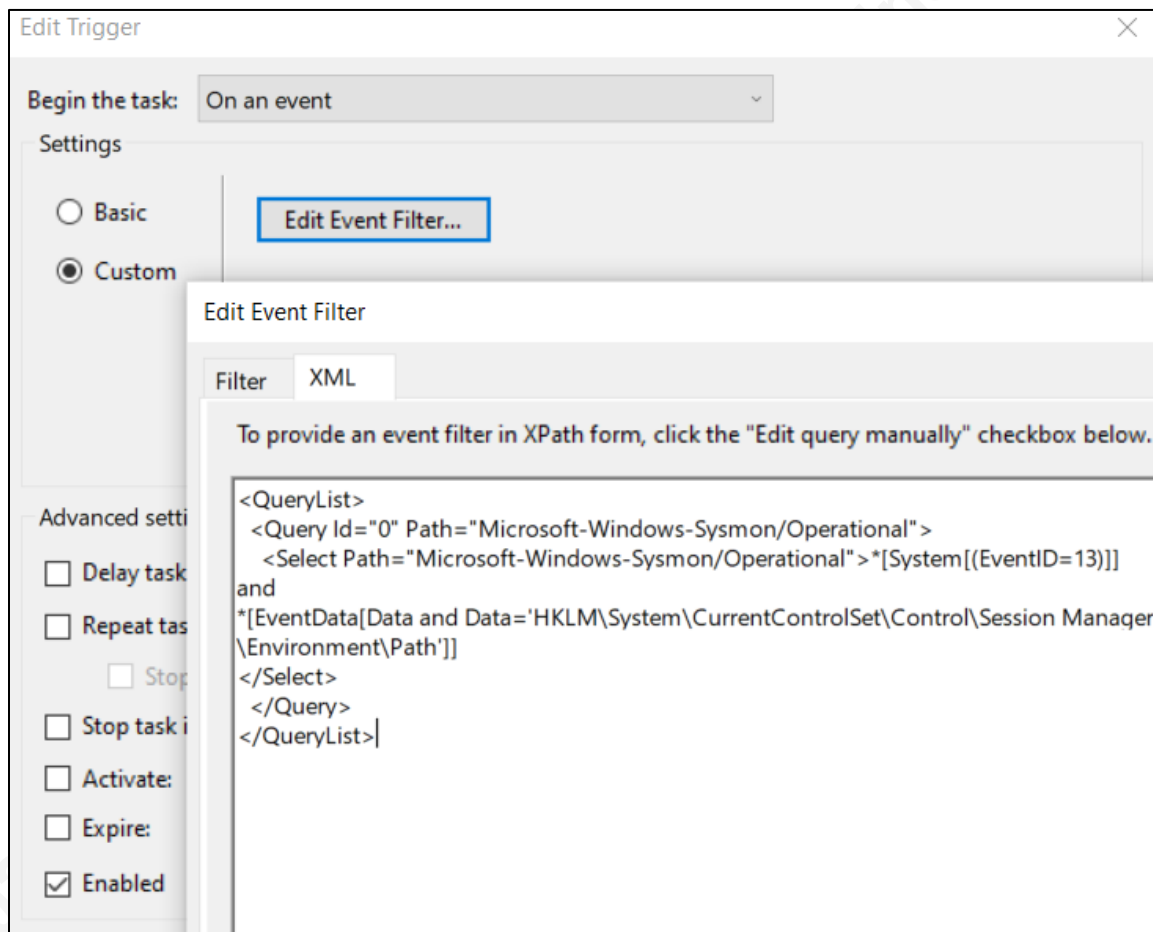 Edit Trigger
Begin the task: On an event
Settings
Basic
Edit Event Filter...
Custom
Edit Event Filter
Filter XML
To provide an event filter in XPath form, click the "Edit query manually" checkbox below.
<QueryList>
<Query Id="0" Path="Microsoft-Windows-Sysmon/Operational">
<Select Path="Microsoft-Windows-Sysmon/Operational">*[System[(EventID=13)]]
and
*[EventData[Data and Data='HKLM\System\CurrentControlSet\Control\Session Manager
\Environment\Path']]
</Select>
</Query>
</QueryList>
Advanced setti
Delay task
Repeat tas
Stop
Stop task i
Activate:
Expire:
Enabled